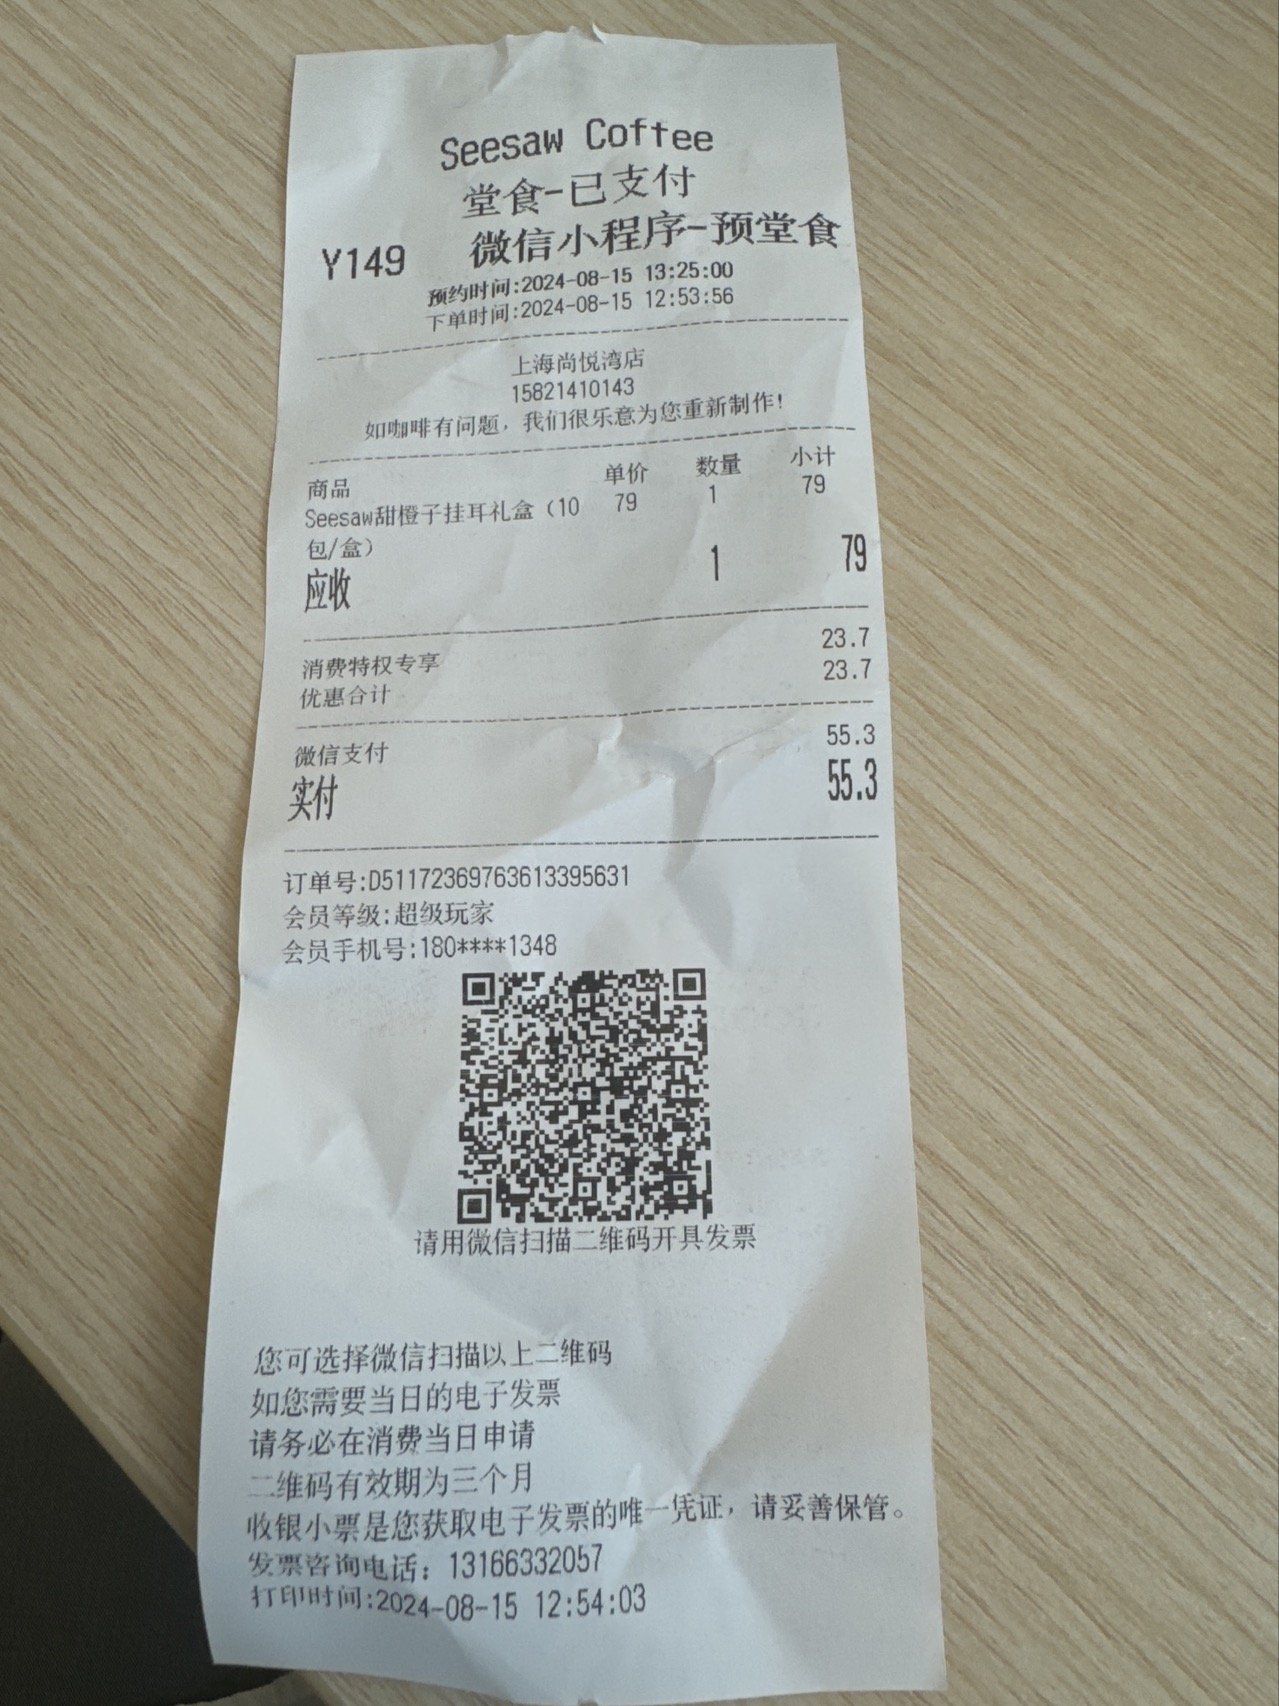 Seesaw Coffee
堂食-已支付
Y149 微信小程序-预堂食
预约时间:2024-08-15 13:25:00
下单时间:2024-08-15 12:53:56
上海尚悦湾店
15821410143
如咖啡有问题，我们很乐意为您重新制作!
商品 单价 数量 小计
Seesaw甜橙子挂耳礼盒（10 79 1 79
包/盒）
应收 1 79
消费特权专享 23.7
优惠合计 23.7
微信支付 55.3
实付 55.3
订单号:D511723697636133​95631
会员等级:超级玩家
会员手机号:180****1348
请用微信扫描二维码开具发票
您可选择微信扫描以上二维码
如您需要当日的电子发票
请务必在消费当日申请
二维码有效期为三个月
收银小票是您获取电子发票的唯一凭证，请妥善保管。
发票咨询电话：13166332057
打印时间:2024-08-15 12:54:03